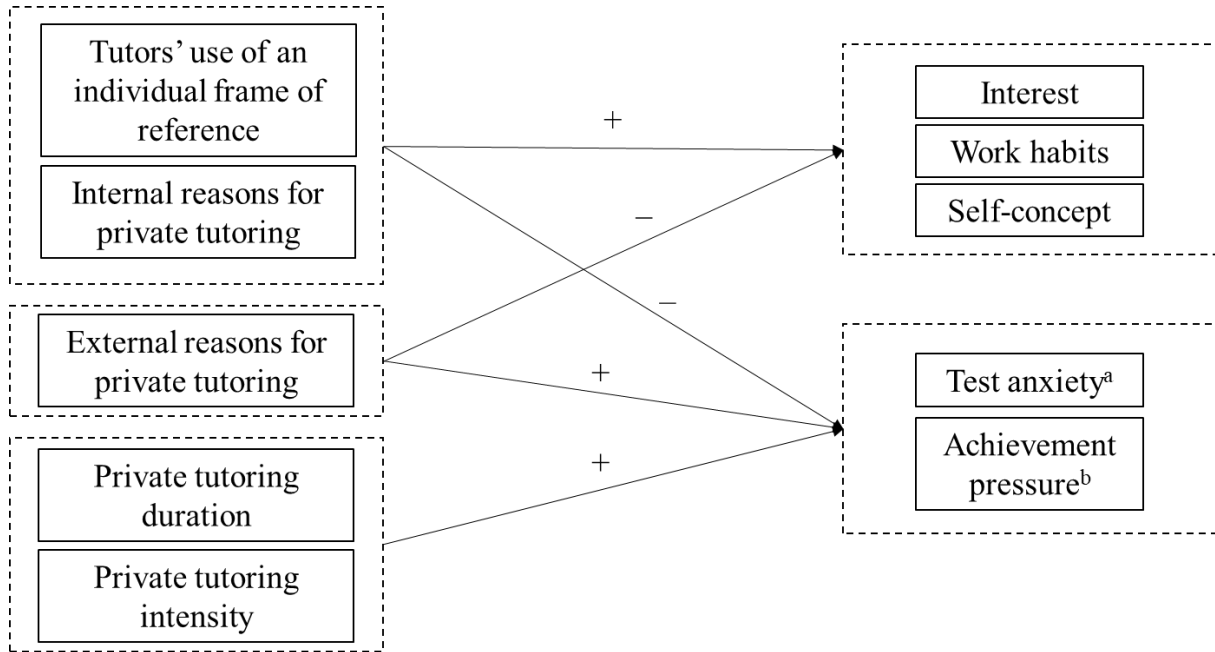 Tutors’ use of an
individual frame of
reference
Internal reasons for
private tutoring
External reasons for
private tutoring
Private tutoring
duration
Private tutoring
intensity
+
–
–
+
+
Interest
Work habits
Self-concept
Test anxietyᵃ
Achievement
pressureᵇ